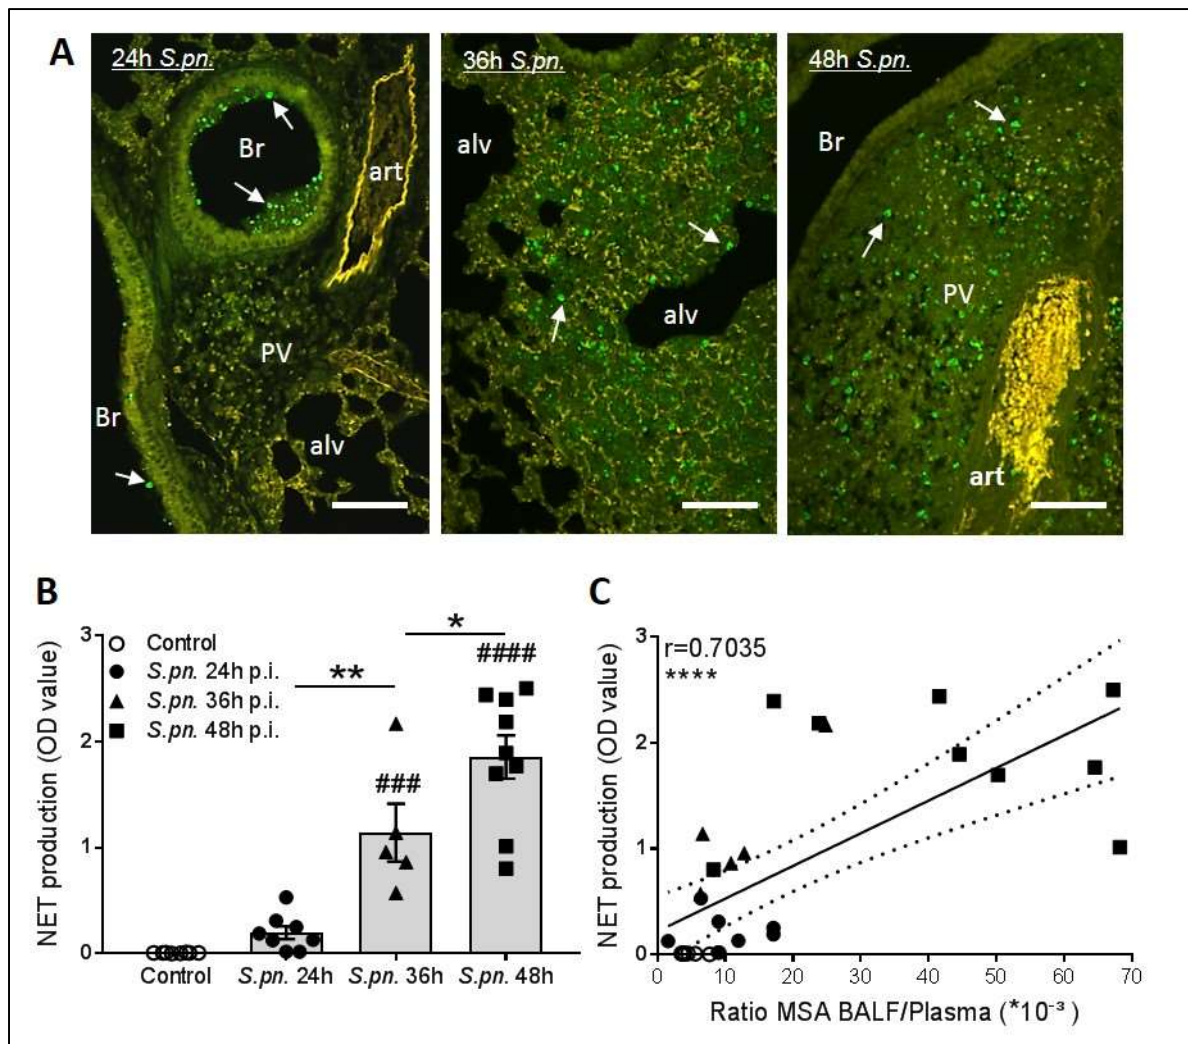 A
24h S.pn.
Br
art
PV
Br
alv
36h S.pn.
alv
alv
48h S.pn.
Br
PV
art
B
NET production (OD value)
3
2
1
0
Control
S.pn. 24h p.i.
S.pn. 36h p.i.
S.pn. 48h p.i.
**
*
###
####
Control S.pn. 24h S.pn. 36h S.pn. 48h
C
NET production (OD value)
3
2
1
0
r=0.7035
****
0 10 20 30 40 50 60 70
Ratio MSA BALF/Plasma (*10⁻³)